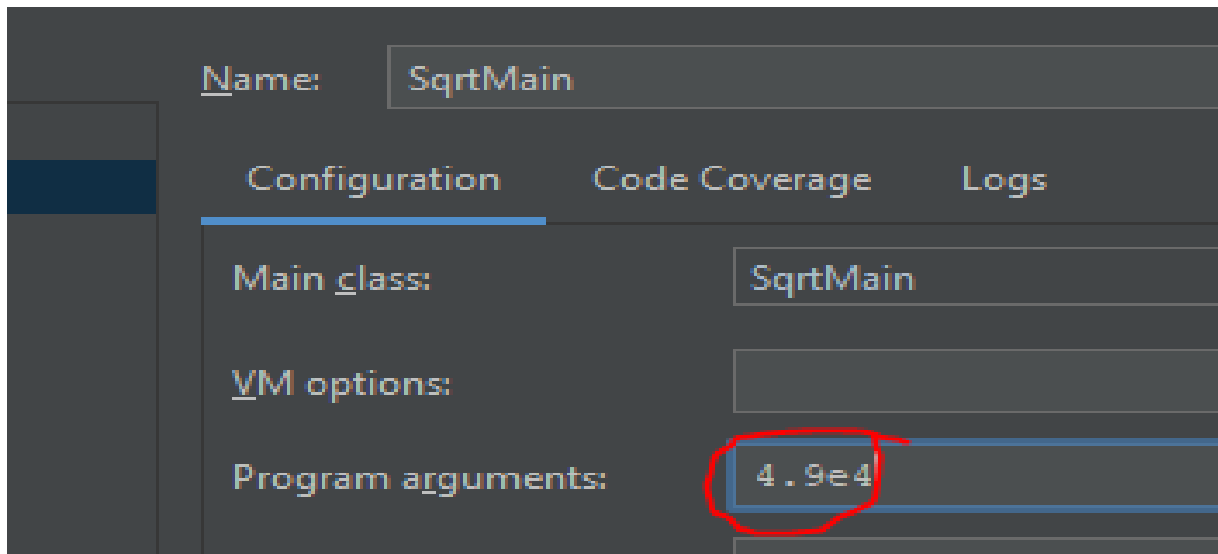 Name: SqrtMain
Configuration Code Coverage Logs
Main class: SqrtMain
VM options:
Program arguments: 4.9e4